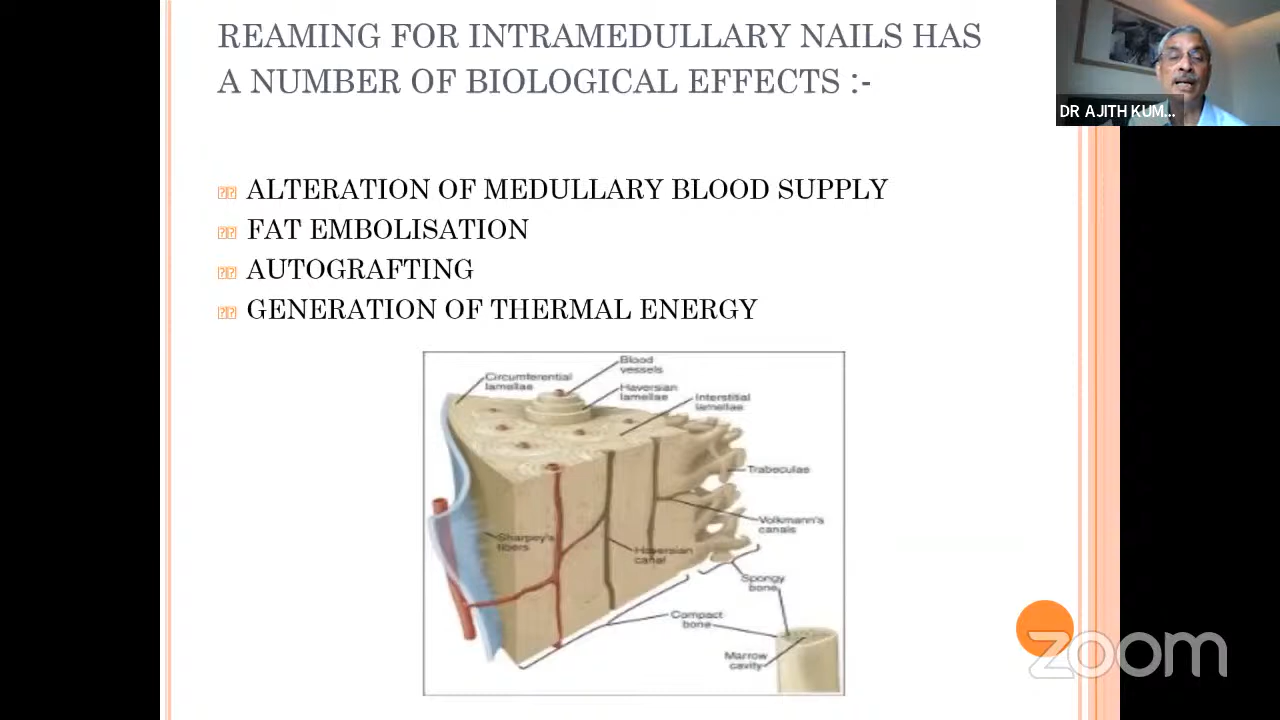 REAMING FOR INTRAMEDULLARY NAILS HAS
A NUMBER OF BIOLOGICAL EFFECTS :-
DR AJITH KUM...
ALTERATION OF MEDULLARY BLOOD SUPPLY
FAT EMBOLISATION
AUTOGRAFTING
GENERATION OF THERMAL ENERGY
Blood
vessels
Circumferential
lamellae
Haversian
lamellae
Interstitial
lamellae
Trabeculae
Volkmann's
canals
Sharpey's
fibers
Haversian
canal
Spongy
bone
Compact
bone
Marrow
cavity
zoom